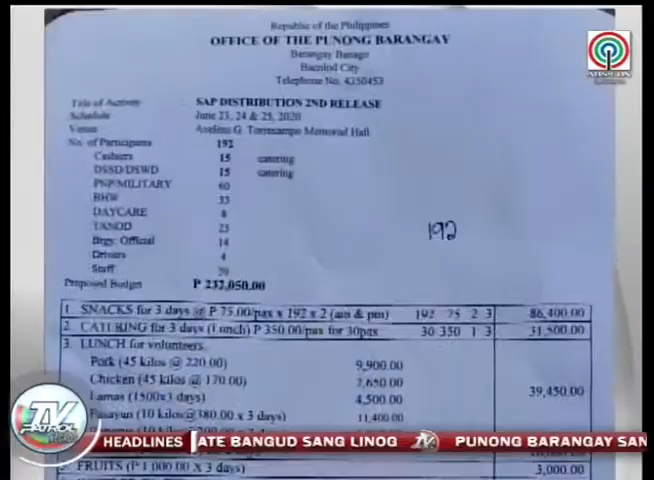 Republic of the Philippines
OFFICE OF THE PUNONG BARANGAY
Barangay Banago
Bacolod City
Telephone No. 4350453
Title of Activity : SAP DISTRIBUTION 2ND RELEASE
Schedule June 23, 24 & 25, 2020
Venue Avelino G. Torresampo Memorial Hall
No. of Participants 192
Cashiers 15 catering
DSSD/DSWD 15 catering
PNP/MILITARY 60
BHW 33
DAYCARE 8
TANOD 23
Brgy. Official 14
Drivers 4
Staff 20
192
Proposed Budget P 232,050.00
1. SNACKS for 3 days @ P 75.00/pax x 192 x 2 (am & pm) 192 75 2 3 86,400.00
2. CATERING for 3 days (Lunch) P 350.00/pax for 30pax 30 350 1 3 31,500.00
3. LUNCH for volunteers
Pork (45 kilos @ 220.00) 9,900.00
Chicken (45 kilos @ 170.00) 7,650.00
Lamas (1500x3 days) 4,500.00
39,450.00
Pasayan (10 kilos@380.00 x 3 days) 11,400.00
FRUITS (P 1 000.00 X 3 days) 3,000.00
ABS-CBN
TV PATROL
HEADLINES ATE BANGUD SANG LINOG TV PUNONG BARANGAY SAN